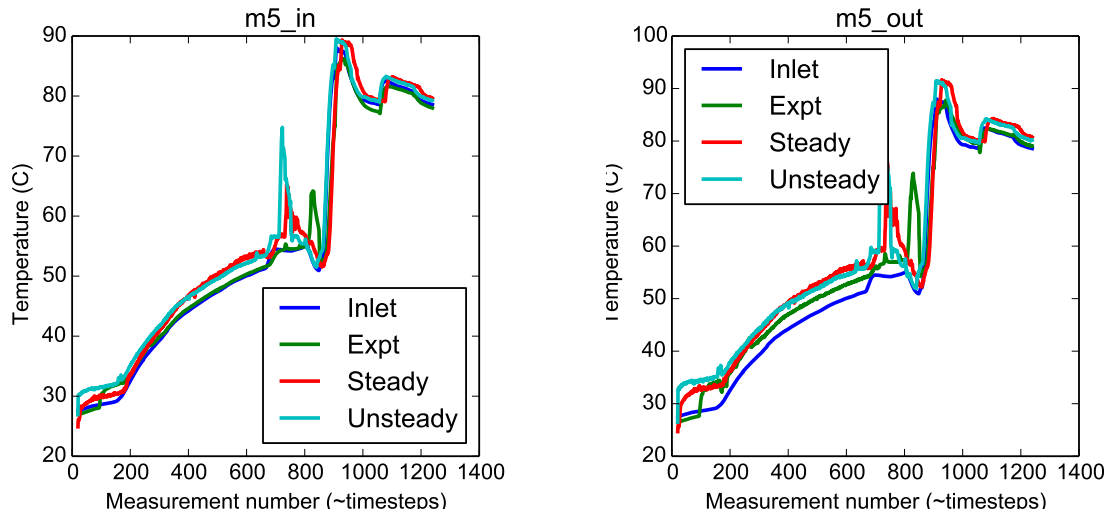 m5_in
90
80
70
60
50
40
30
20
Temperature (C)
Inlet
Expt
Steady
Unsteady
0 200 400 600 800 1000 1200 1400
Measurement number (~timesteps)
m5_out
100
90
80
70
60
50
40
30
20
Temperature (C)
Inlet
Expt
Steady
Unsteady
0 200 400 600 800 1000 1200 1400
Measurement number (~timesteps)